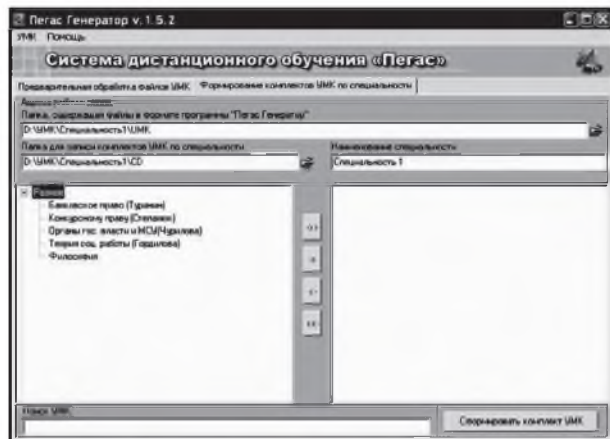 Пегас Генератор v. 1.5.2
УМК Помощь
Система дистанционного обучения «Пегас»
Предварительная обработка файлов УМК Формирование комплектов УМК по специальности
Папка, содержащая файлы в формате программы "Пегас Генератор"
D:\УМК\Специальность1\UMK
Папка для записи комплектов УМК по специальности Наименование специальности
D:\УМК\Специальность1\CD Специальность 1
Банковское право (Туранин)
Конкурсному праву (Степанюк)
Органы гос. власти и МСУ(Чурилова)
Теория соц. работы (Гордилова)
Философия
Поиск УМК
Сформировать комплект УМК